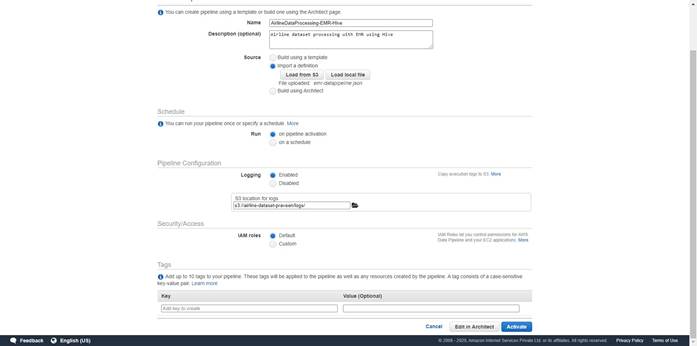 You can create pipeline using a template or build one using the Architect page.
Name AirlineDataProcessing-EMR-Hive
Description (optional) airline dataset processing with EMR using Hive
Source Build using a template
Import a definition
Load from S3 Load local file
File uploaded: emr-datapipeline.json
Build using Architect
Schedule
You can run your pipeline once or specify a schedule. More
Run on pipeline activation
on a schedule
Pipeline Configuration
Logging Enabled Copy execution logs to S3. More
Disabled
S3 location for logs
s3://airline-dataset-praveen/logs/
Security/Access
IAM roles Default IAM Roles let you control permissions for AWS
Data Pipeline and your EC2 applications. More
Custom
Tags
Add up to 10 tags to your pipeline. These tags will be applied to the pipeline as well as any resources created by the pipeline. A tag consists of a case-sensitive
key-value pair. Learn more
Key Value (Optional)
Add key to create
Cancel Edit in Architect Activate
Feedback English (US) © 2008 - 2020, Amazon Internet Services Private Ltd. or its affiliates. All rights reserved. Privacy Policy Terms of Use